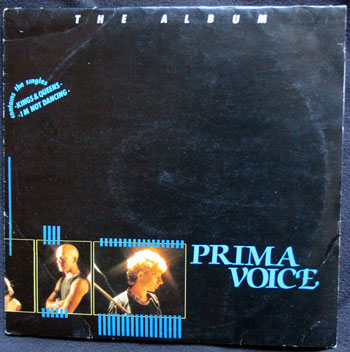 THE ALBUM
contains the singles
-KINGS & QUEENS-
-I'M NOT DANCING-
PRIMA
VOICE